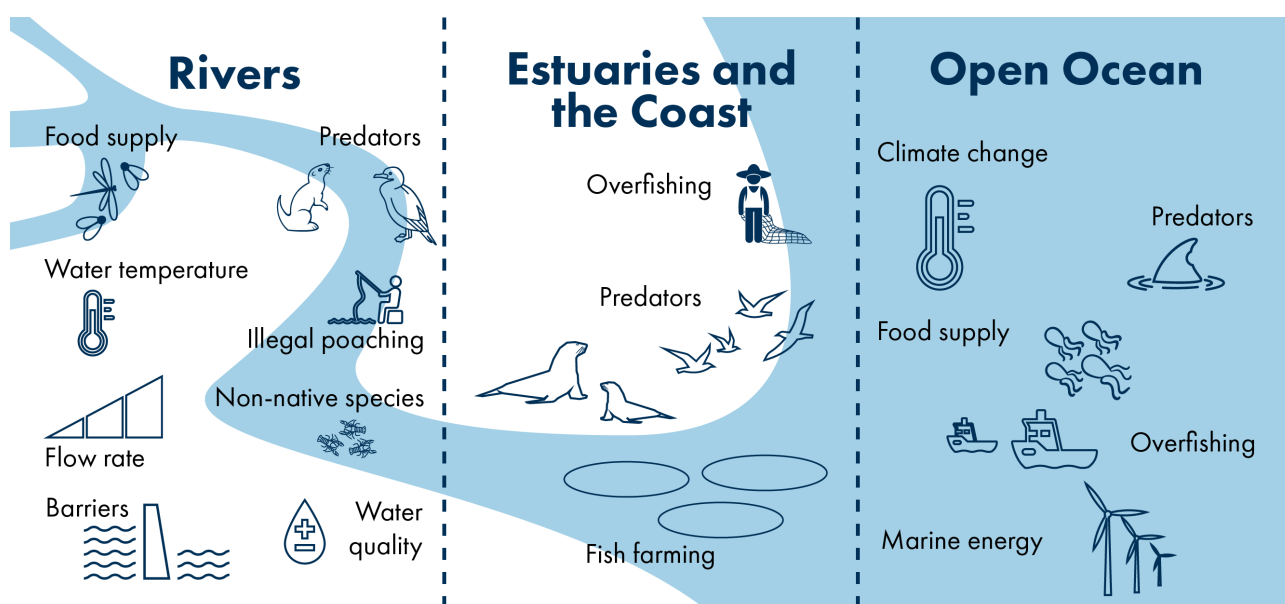 Rivers
Food supply
Predators
Water temperature
Illegal poaching
Non-native species
Flow rate
Barriers
Water
quality
Estuaries and
the Coast
Overfishing
Predators
Fish farming
Open Ocean
Climate change
Predators
Food supply
Overfishing
Marine energy